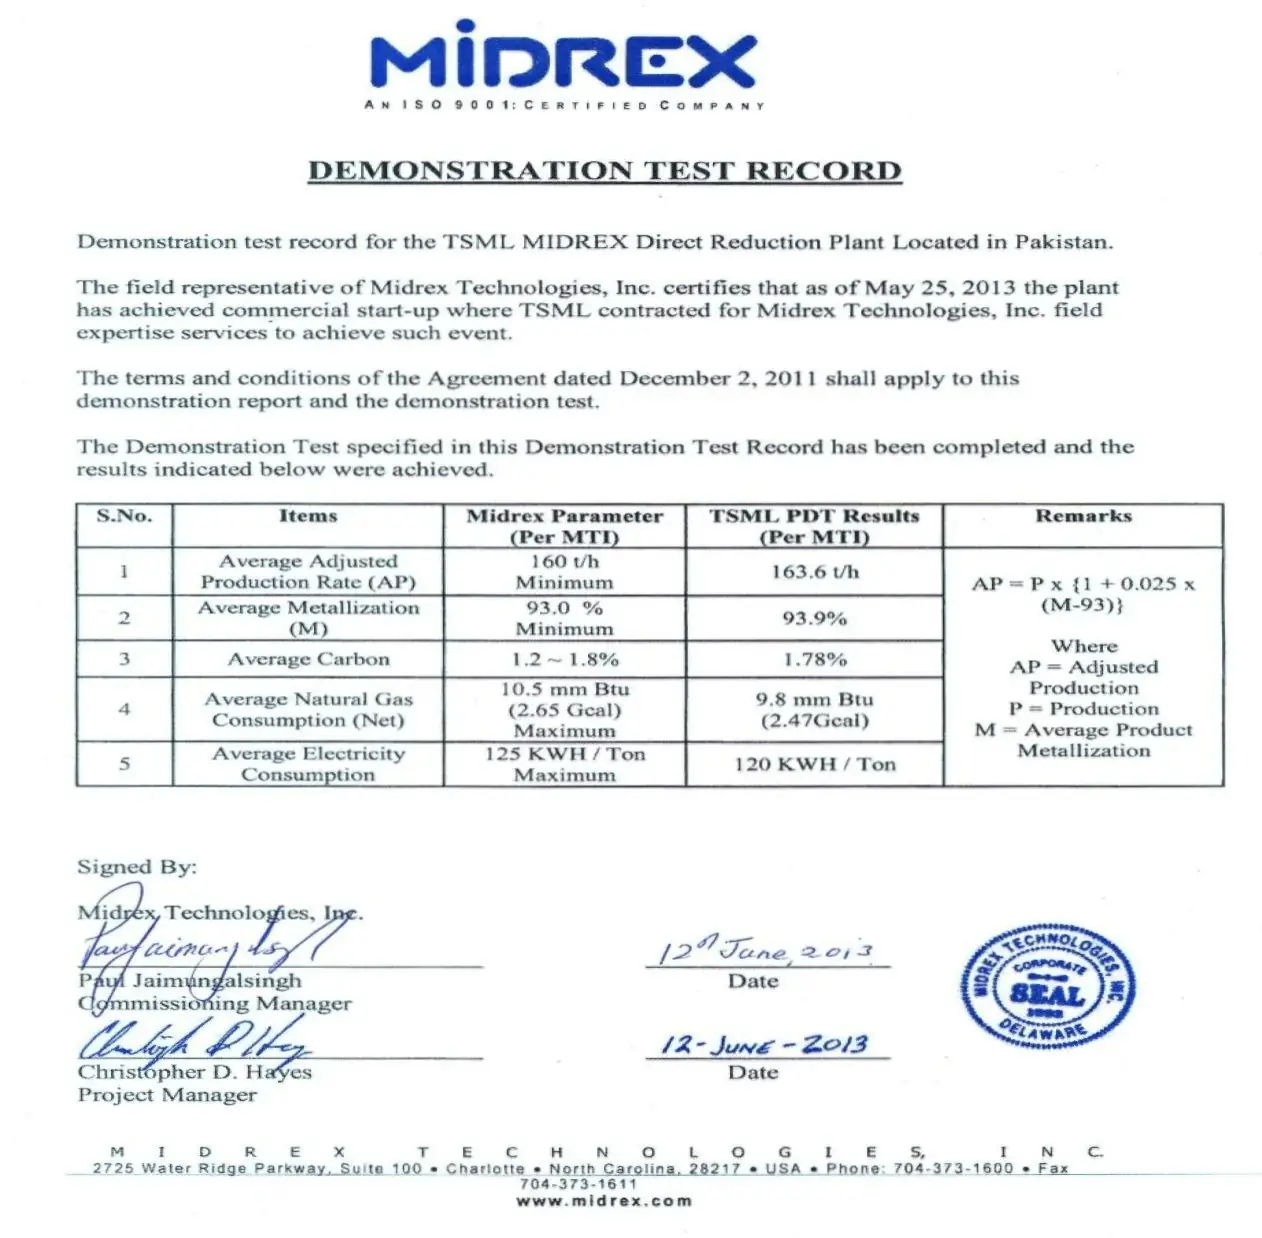 MiDREX
AN ISO 9001: CERTIFIED COMPANY
DEMONSTRATION TEST RECORD
Demonstration test record for the TSML MIDREX Direct Reduction Plant Located in Pakistan.
The field representative of Midrex Technologies, Inc. certifies that as of May 25, 2013 the plant
has achieved commercial start-up where TSML contracted for Midrex Technologies, Inc. field
expertise services to achieve such event.
The terms and conditions of the Agreement dated December 2, 2011 shall apply to this
demonstration report and the demonstration test.
The Demonstration Test specified in this Demonstration Test Record has been completed and the
results indicated below were achieved.
S.No. Items Midrex Parameter TSML PDT Results Remarks
(Per MTI) (Per MTI)
1 Average Adjusted 160 t/h 163.6 t/h
Production Rate (AP) Minimum
2 Average Metallization 93.0 % 93.9%
(M) Minimum
3 Average Carbon 1.2 ~ 1.8% 1.78%
4 Average Natural Gas 10.5 mm Btu 9.8 mm Btu
Consumption (Net) (2.65 Gcal) (2.47Gcal)
Maximum
5 Average Electricity 125 KWH / Ton 120 KWH / Ton
Consumption Maximum
AP = P x {1 + 0.025 x
(M-93)}
Where
AP = Adjusted
Production
P = Production
M = Average Product
Metallization
Signed By:
Midrex Technologies, Inc.
12th June, 2013
Paul Jaimungalsingh Date
Commissioning Manager
12-JUNE-2013
Christopher D. Hayes Date
Project Manager
MIDREX TECHNOLOGIES, INC.
CORPORATE
SEAL
DELAWARE
MIDREX TECHNOLOGIES, INC.
2725 Water Ridge Parkway, Suite 100 • Charlotte • North Carolina, 28217 • USA • Phone: 704-373-1600 • Fax
704-373-1611
www.midrex.com